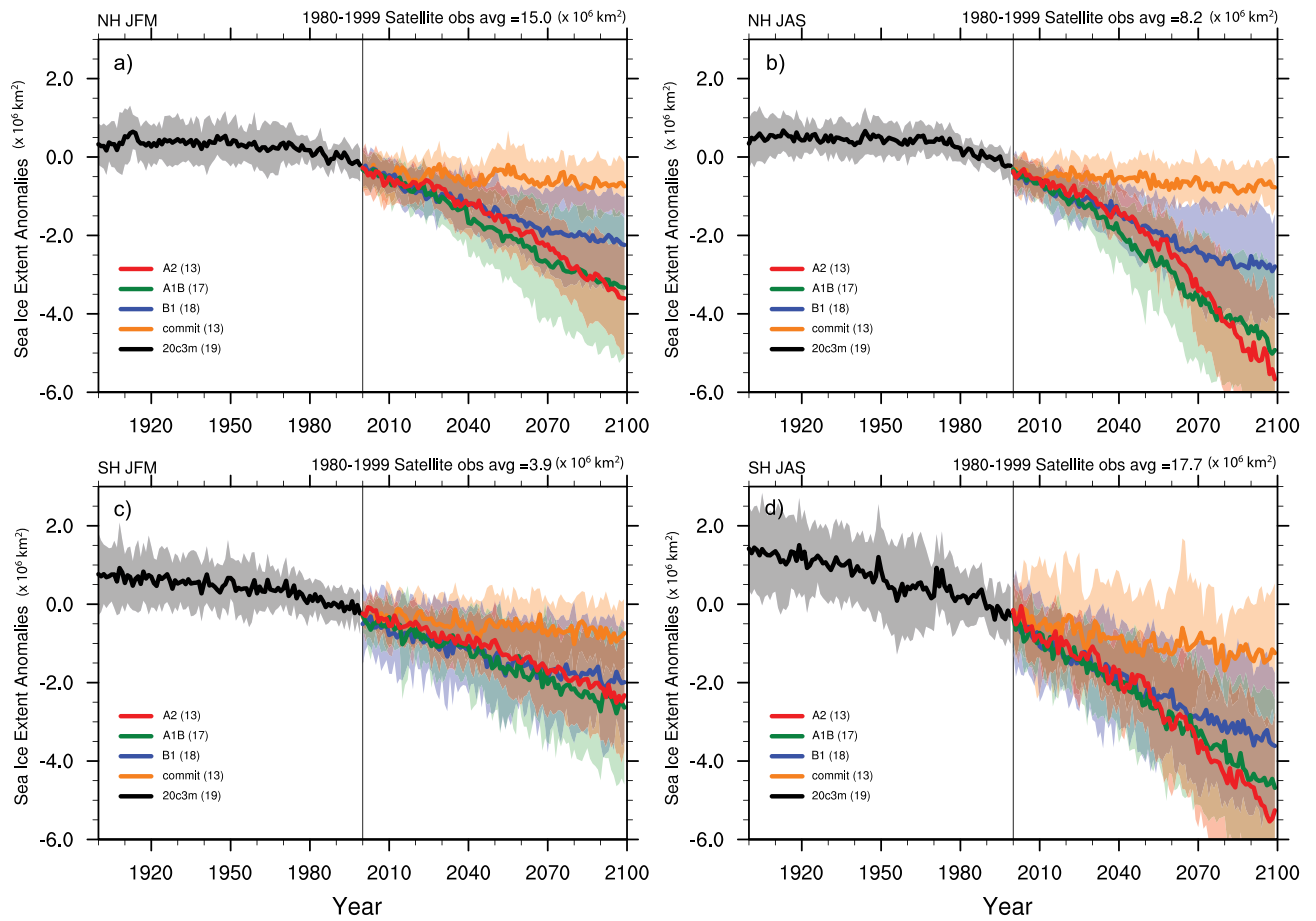 NH JFM 1980-1999 Satellite obs avg =15.0 (x 10⁶ km²)
a)
Sea Ice Extent Anomalies (x 10⁶ km²)
2.0
0.0
-2.0
-4.0
-6.0
A2 (13)
A1B (17)
B1 (18)
commit (13)
20c3m (19)
1920 1950 1980 2010 2040 2070 2100
NH JAS 1980-1999 Satellite obs avg =8.2 (x 10⁶ km²)
b)
Sea Ice Extent Anomalies (x 10⁶ km²)
2.0
0.0
-2.0
-4.0
-6.0
A2 (13)
A1B (17)
B1 (18)
commit (13)
20c3m (19)
1920 1950 1980 2010 2040 2070 2100
SH JFM 1980-1999 Satellite obs avg =3.9 (x 10⁶ km²)
c)
Sea Ice Extent Anomalies (x 10⁶ km²)
2.0
0.0
-2.0
-4.0
-6.0
A2 (13)
A1B (17)
B1 (18)
commit (13)
20c3m (19)
1920 1950 1980 2010 2040 2070 2100
Year
SH JAS 1980-1999 Satellite obs avg =17.7 (x 10⁶ km²)
d)
Sea Ice Extent Anomalies (x 10⁶ km²)
2.0
0.0
-2.0
-4.0
-6.0
A2 (13)
A1B (17)
B1 (18)
commit (13)
20c3m (19)
1920 1950 1980 2010 2040 2070 2100
Year